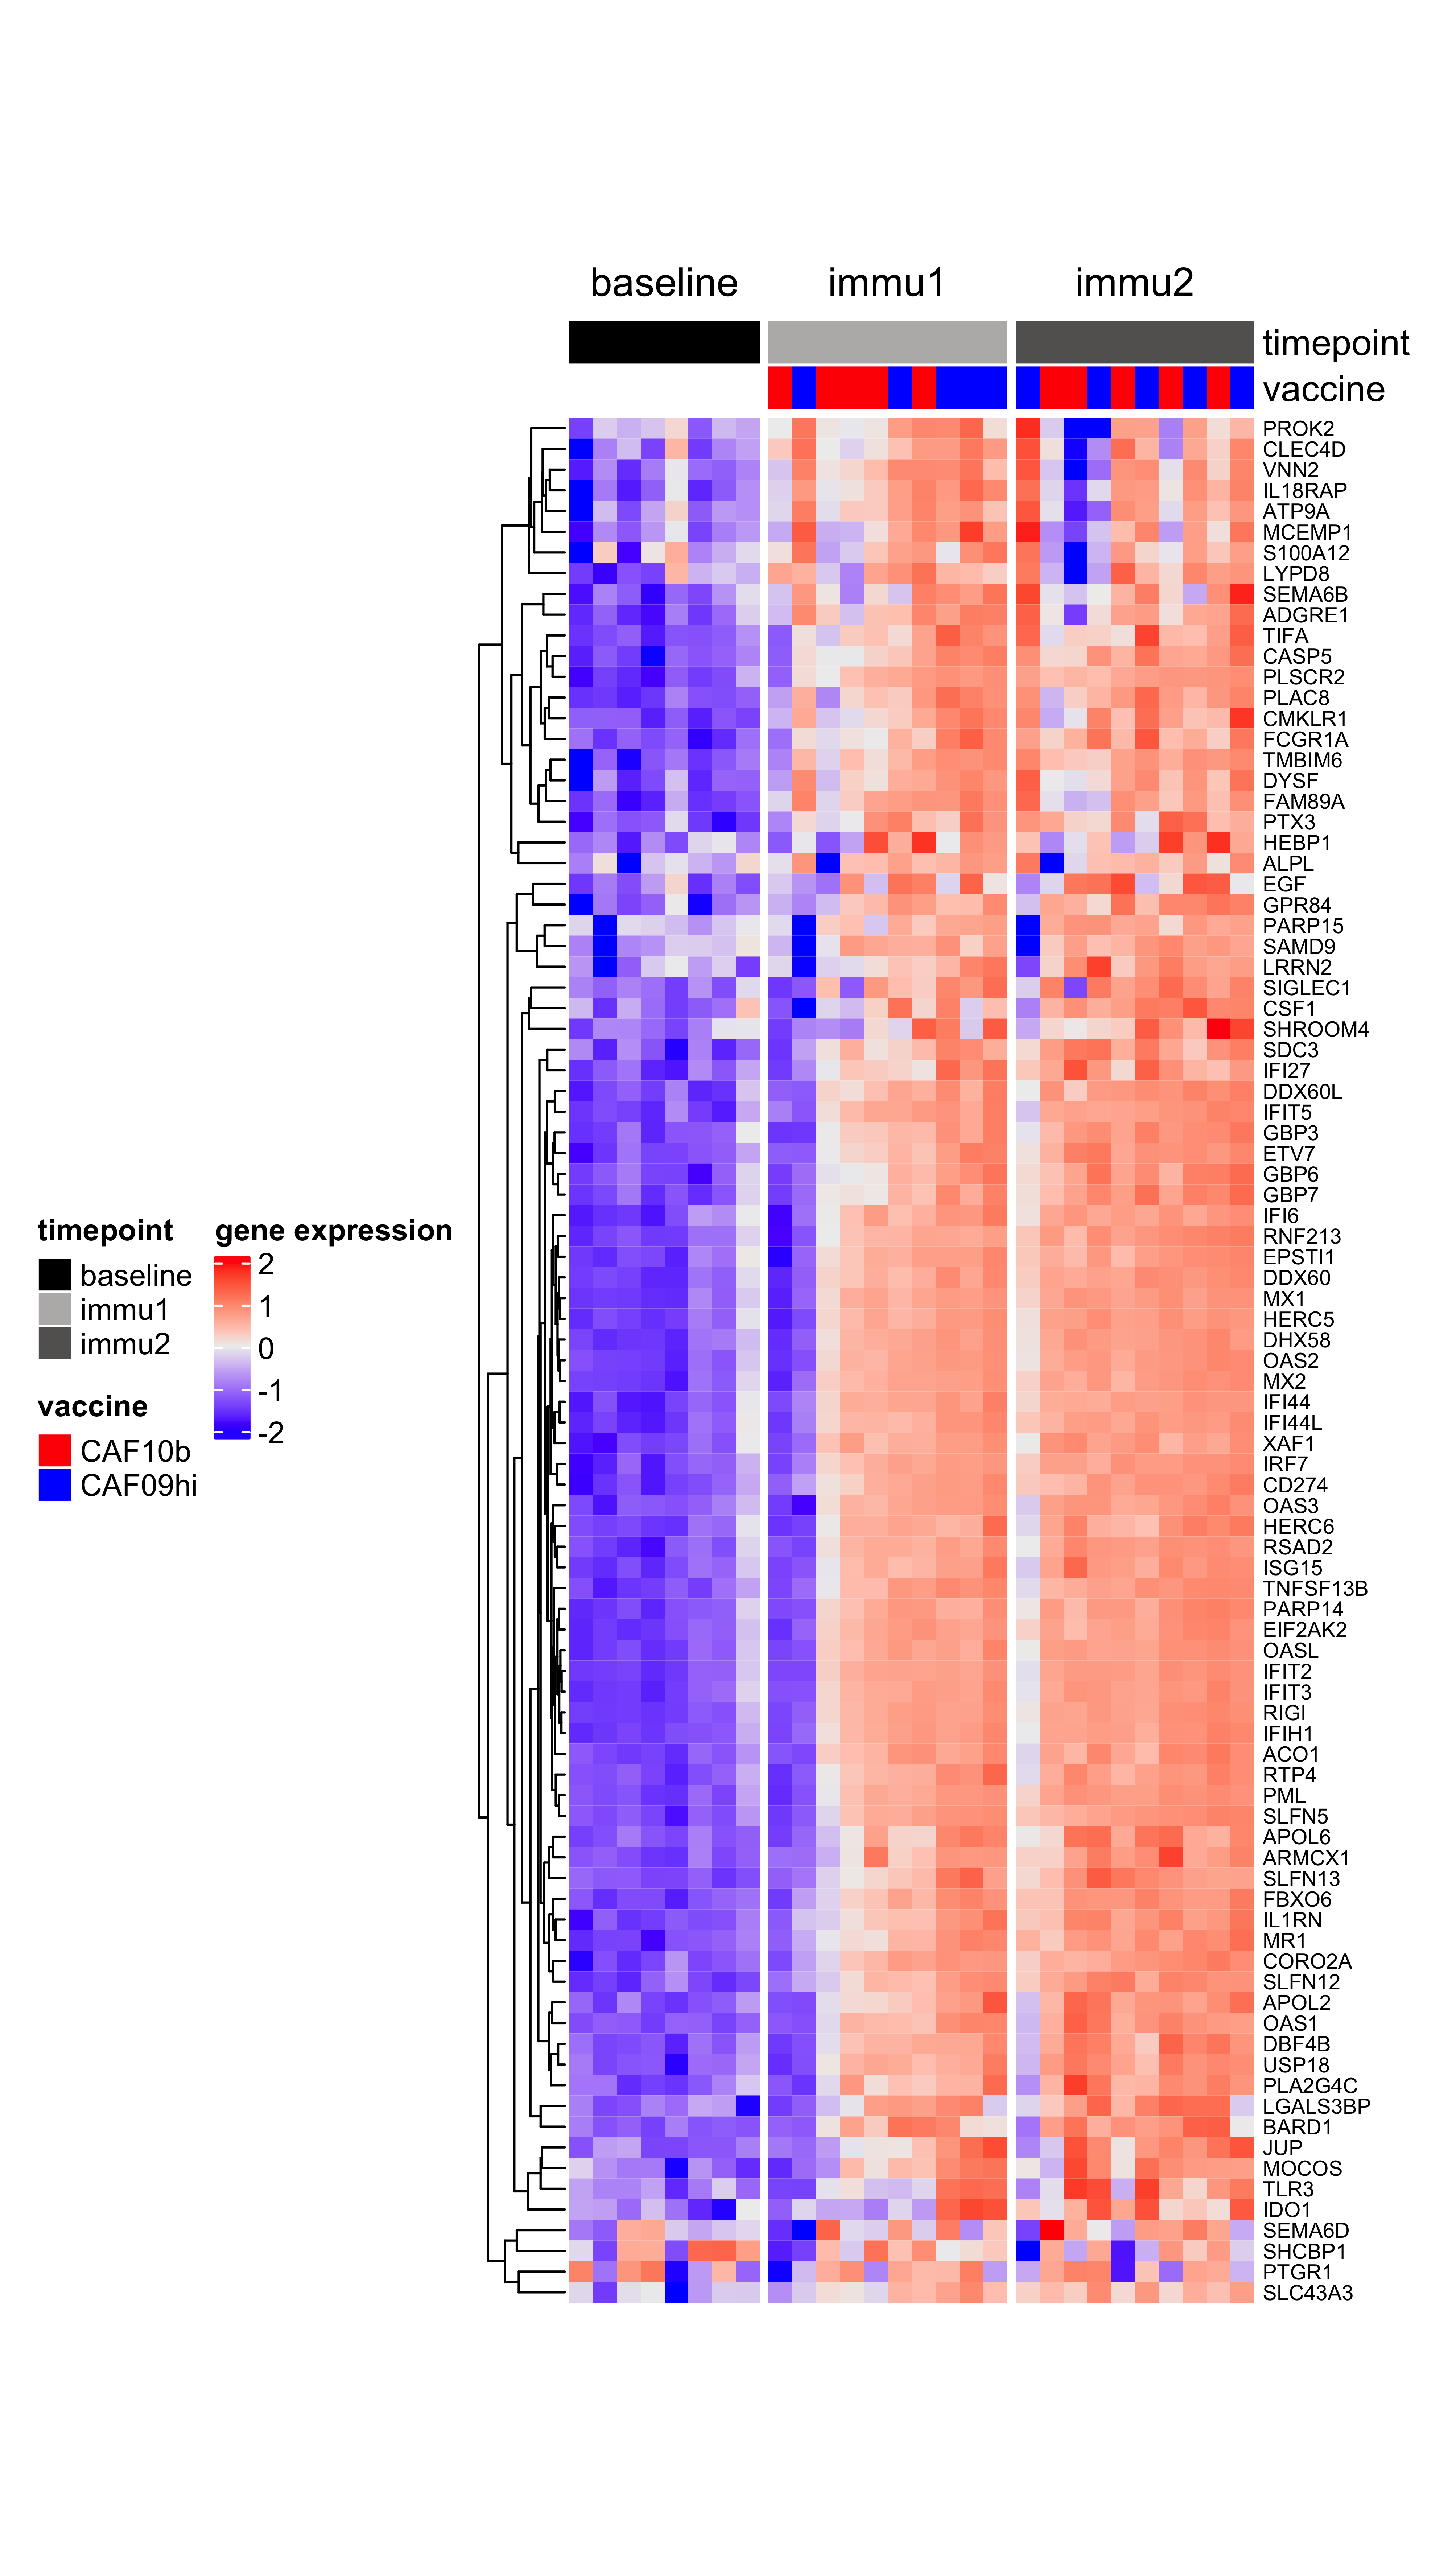 baseline immu1 immu2
timepoint
vaccine
PROK2
CLEC4D
VNN2
IL18RAP
ATP9A
MCEMP1
S100A12
LYPD8
SEMA6B
ADGRE1
TIFA
CASP5
PLSCR2
PLAC8
CMKLR1
FCGR1A
TMBIM6
DYSF
FAM89A
PTX3
HEBP1
ALPL
EGF
GPR84
PARP15
SAMD9
LRRN2
SIGLEC1
CSF1
SHROOM4
SDC3
IFI27
DDX60L
IFIT5
GBP3
ETV7
GBP6
GBP7
IFI6
RNF213
EPSTI1
DDX60
MX1
HERC5
DHX58
OAS2
MX2
IFI44
IFI44L
XAF1
IRF7
CD274
OAS3
HERC6
RSAD2
ISG15
TNFSF13B
PARP14
EIF2AK2
OASL
IFIT2
IFIT3
RIGI
IFIH1
ACO1
RTP4
PML
SLFN5
APOL6
ARMCX1
SLFN13
FBXO6
IL1RN
MR1
CORO2A
SLFN12
APOL2
OAS1
DBF4B
USP18
PLA2G4C
LGALS3BP
BARD1
JUP
MOCOS
TLR3
IDO1
SEMA6D
SHCBP1
PTGR1
SLC43A3
timepoint
baseline
immu1
immu2
vaccine
CAF10b
CAF09hi
gene expression
2
1
0
-1
-2